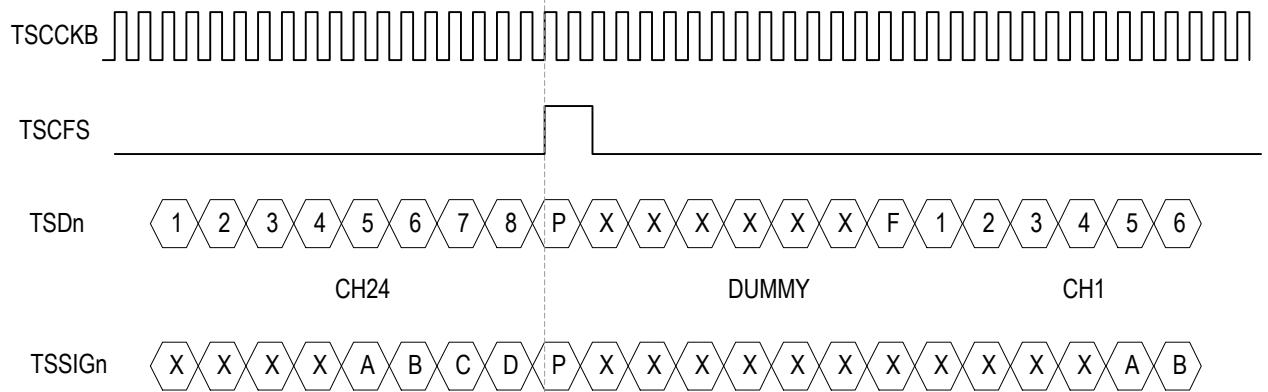 TSCCKB
TSCFS
TSDn 1 2 3 4 5 6 7 8 P X X X X X X F 1 2 3 4 5 6
CH24 DUMMY CH1
TSSIGn X X X X A B C D P X X X X X X X X X X X A B